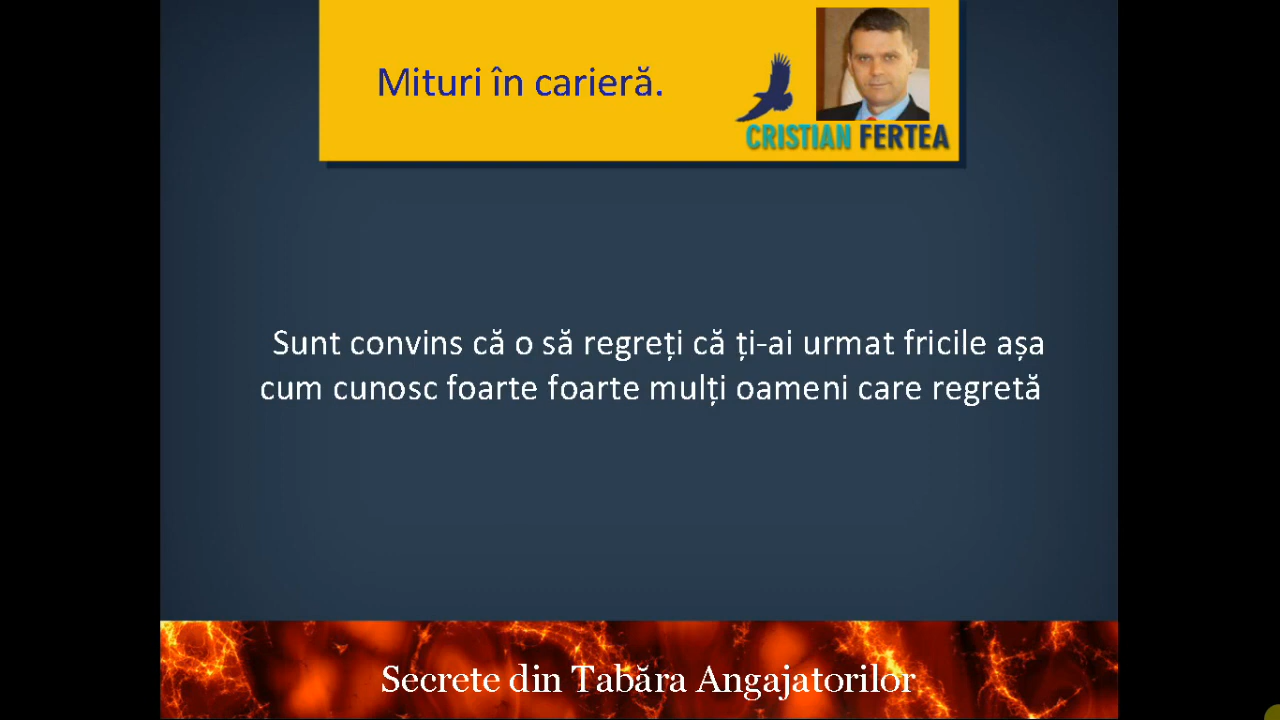 Mituri în carieră.
CRISTIAN FERTEA
Sunt convins că o să regreți că ți-ai urmat fricile așa
cum cunosc foarte foarte mulți oameni care regretă
Secrete din Tabăra Angajatorilor